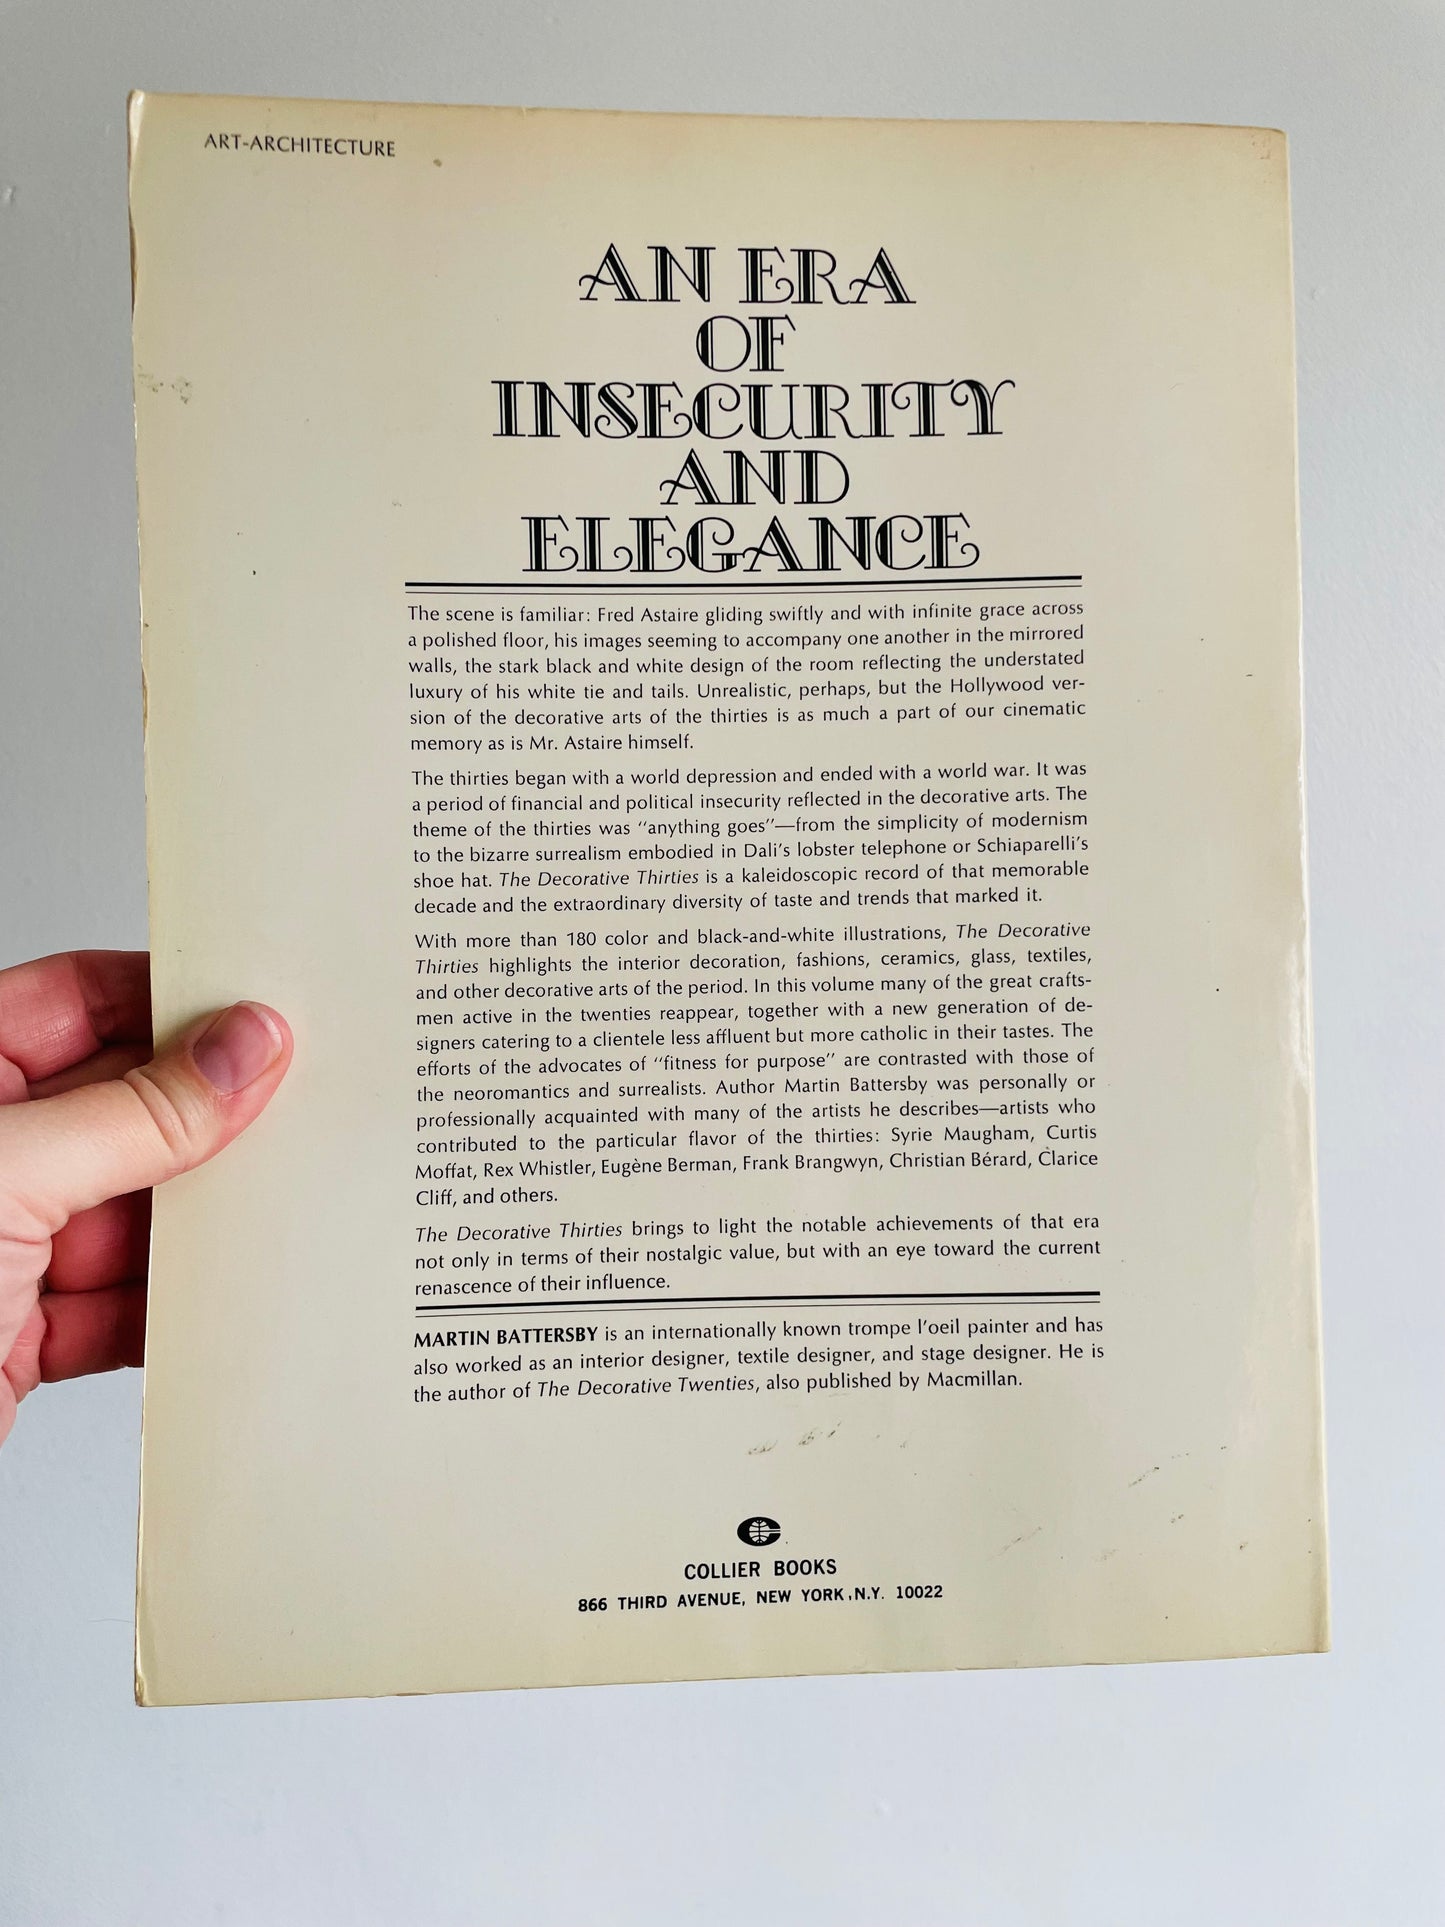 ART-ARCHITECTURE
AN ERA
OF
INSECURITY
AND
ELEGANCE
The scene is familiar: Fred Astaire gliding swiftly and with infinite grace across
a polished floor, his images seeming to accompany one another in the mirrored
walls, the stark black and white design of the room reflecting the understated
luxury of his white tie and tails. Unrealistic, perhaps, but the Hollywood ver-
sion of the decorative arts of the thirties is as much a part of our cinematic
memory as is Mr. Astaire himself.
The thirties began with a world depression and ended with a world war. It was
a period of financial and political insecurity reflected in the decorative arts. The
theme of the thirties was "anything goes"—from the simplicity of modernism
to the bizarre surrealism embodied in Dali's lobster telephone or Schiaparelli's
shoe hat. The Decorative Thirties is a kaleidoscopic record of that memorable
decade and the extraordinary diversity of taste and trends that marked it.
With more than 180 color and black-and-white illustrations, The Decorative
Thirties highlights the interior decoration, fashions, ceramics, glass, textiles,
and other decorative arts of the period. In this volume many of the great crafts-
men active in the twenties reappear, together with a new generation of de-
signers catering to a clientele less affluent but more catholic in their tastes. The
efforts of the advocates of "fitness for purpose" are contrasted with those of
the neoromantics and surrealists. Author Martin Battersby was personally or
professionally acquainted with many of the artists he describes—artists who
contributed to the particular flavor of the thirties: Syrie Maugham, Curtis
Moffat, Rex Whistler, Eugène Berman, Frank Brangwyn, Christian Bérard, Clarice
Cliff, and others.
The Decorative Thirties brings to light the notable achievements of that era
not only in terms of their nostalgic value, but with an eye toward the current
renascence of their influence.
MARTIN BATTERSBY is an internationally known trompe l'oeil painter and has
also worked as an interior designer, textile designer, and stage designer. He is
the author of The Decorative Twenties, also published by Macmillan.
COLLIER BOOKS
866 THIRD AVENUE, NEW YORK, N.Y. 10022